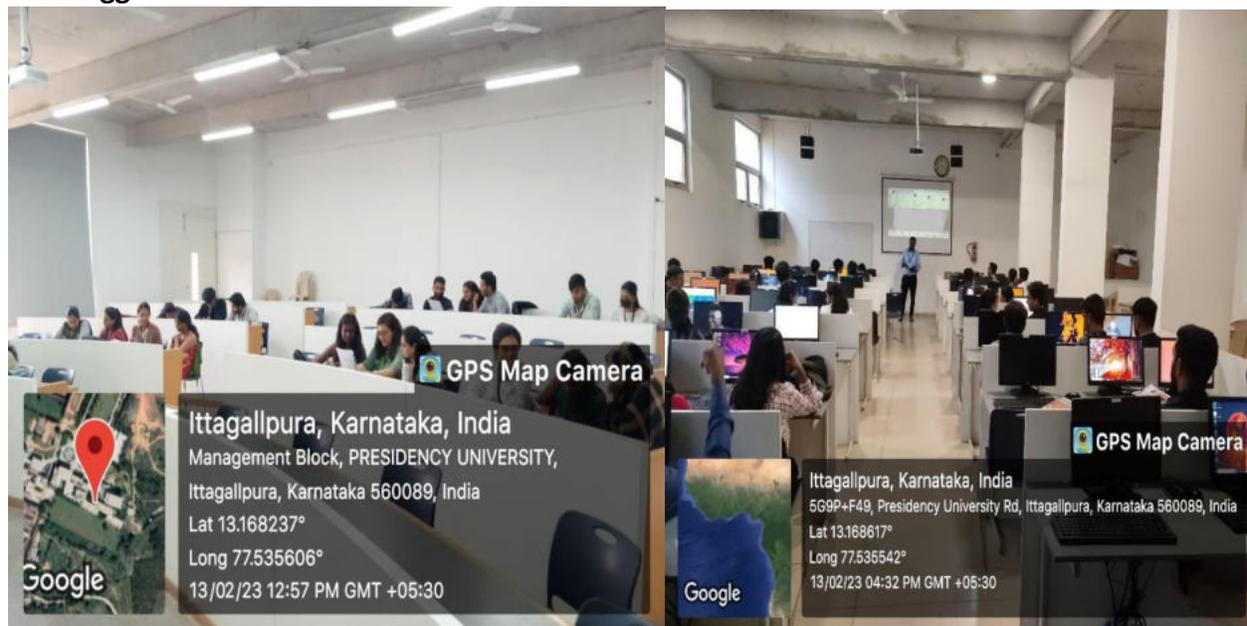 GPS Map Camera
Ittagallpura, Karnataka, India
Management Block, PRESIDENCY UNIVERSITY,
Ittagallpura, Karnataka 560089, India
Lat 13.168237°
Long 77.535606°
13/02/23 12:57 PM GMT +05:30
Google
GPS Map Camera
Ittagallpura, Karnataka, India
5G9P+F49, Presidency University Rd, Ittagallpura, Karnataka 560089, India
Lat 13.168617°
Long 77.535542°
13/02/23 04:32 PM GMT +05:30
Google